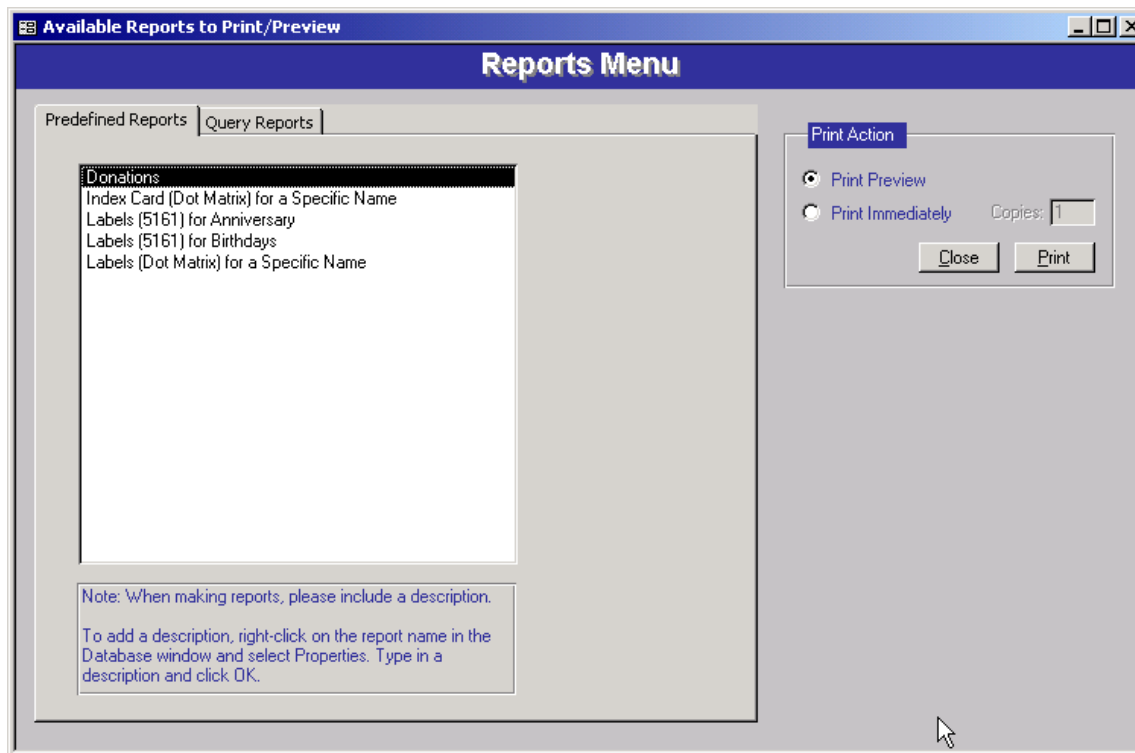 Available Reports to Print/Preview
Reports Menu
Predefined Reports
Query Reports
Donations
Index Card (Dot Matrix) for a Specific Name
Labels (5161) for Anniversary
Labels (5161) for Birthdays
Labels (Dot Matrix) for a Specific Name
Note: When making reports, please include a description.
To add a description, right-click on the report name in the
Database window and select Properties. Type in a
description and click OK.
Print Action
Print Preview
Print Immediately
Copies: 1
Close
Print